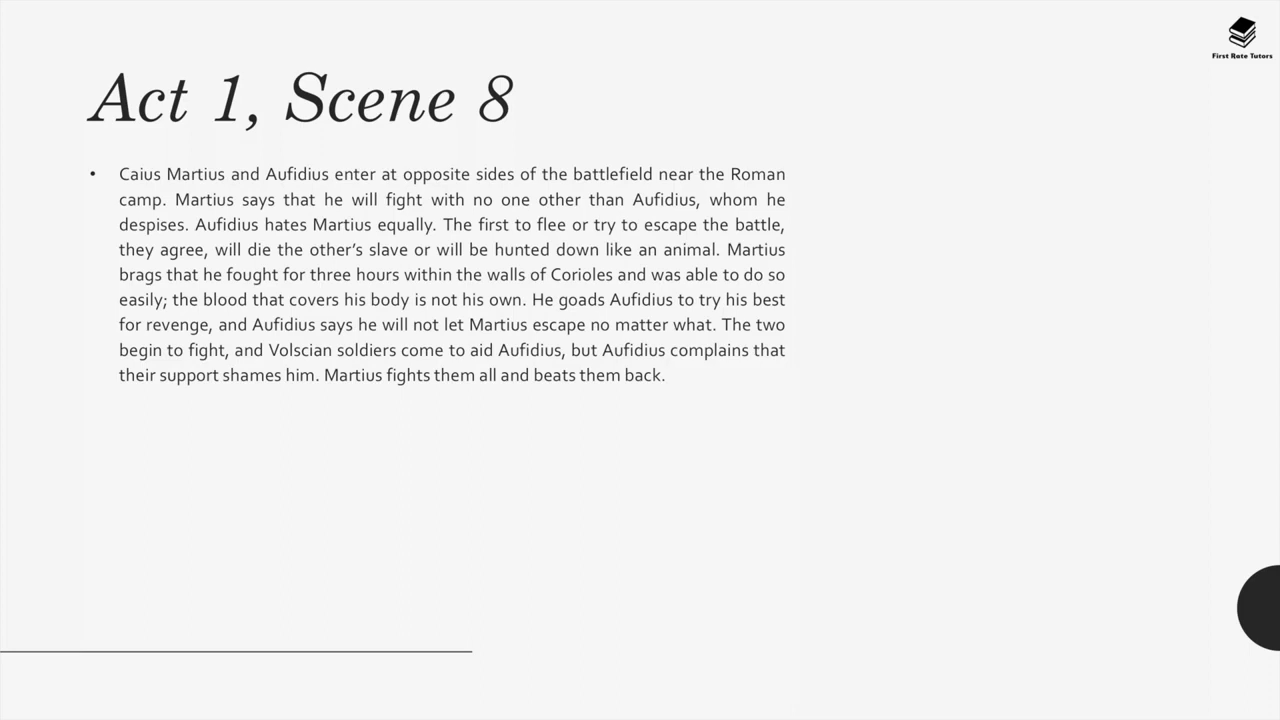 First Rate Tutors
Act 1, Scene 8
• Caius Martius and Aufidius enter at opposite sides of the battlefield near the Roman
camp. Martius says that he will fight with no one other than Aufidius, whom he
despises. Aufidius hates Martius equally. The first to flee or try to escape the battle,
they agree, will die the other’s slave or will be hunted down like an animal. Martius
brags that he fought for three hours within the walls of Corioles and was able to do so
easily; the blood that covers his body is not his own. He goads Aufidius to try his best
for revenge, and Aufidius says he will not let Martius escape no matter what. The two
begin to fight, and Volscian soldiers come to aid Aufidius, but Aufidius complains that
their support shames him. Martius fights them all and beats them back.